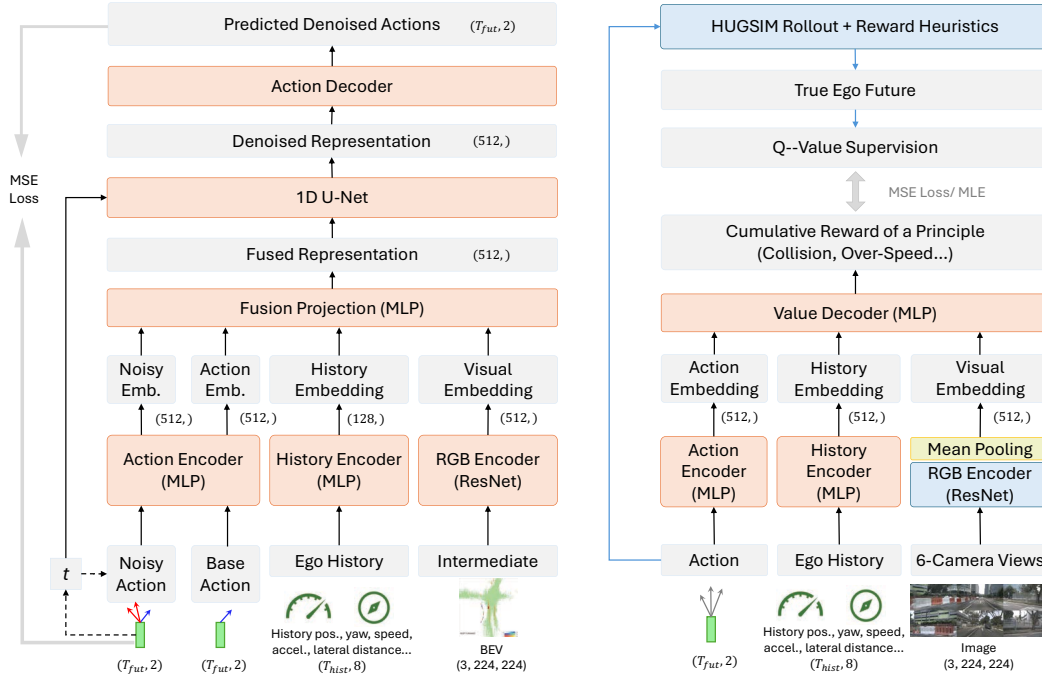 Predicted Denoised Actions
(T_fut, 2)
Action Decoder
Denoised Representation
(512, )
MSE
Loss
1D U-Net
Fused Representation
(512, )
Fusion Projection (MLP)
Noisy
Emb.
Action
Emb.
History
Embedding
Visual
Embedding
(512, )
(512, )
(128, )
(512, )
Action Encoder
(MLP)
History Encoder
(MLP)
RGB Encoder
(ResNet)
t
Noisy
Action
Base
Action
Ego History
Intermediate
History pos., yaw, speed,
accel., lateral distance...
BEV
(T_fut, 2)
(T_fut, 2)
(T_hist, 8)
(3, 224, 224)
HUGSIM Rollout + Reward Heuristics
True Ego Future
Q--Value Supervision
MSE Loss/ MLE
Cumulative Reward of a Principle
(Collision, Over-Speed...)
Value Decoder (MLP)
Action
Embedding
History
Embedding
Visual
Embedding
(512, )
(512, )
(512, )
Action
Encoder
(MLP)
History
Encoder
(MLP)
Mean Pooling
RGB Encoder
(ResNet)
Action
Ego History
6-Camera Views
History pos., yaw, speed,
accel., lateral distance...
Image
(T_fut, 2)
(T_hist, 8)
(3, 224, 224)